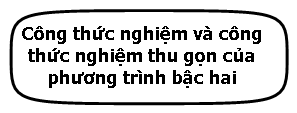 Công thức nghiệm và công
thức nghiệm thu gọn của
phương trình bậc hai